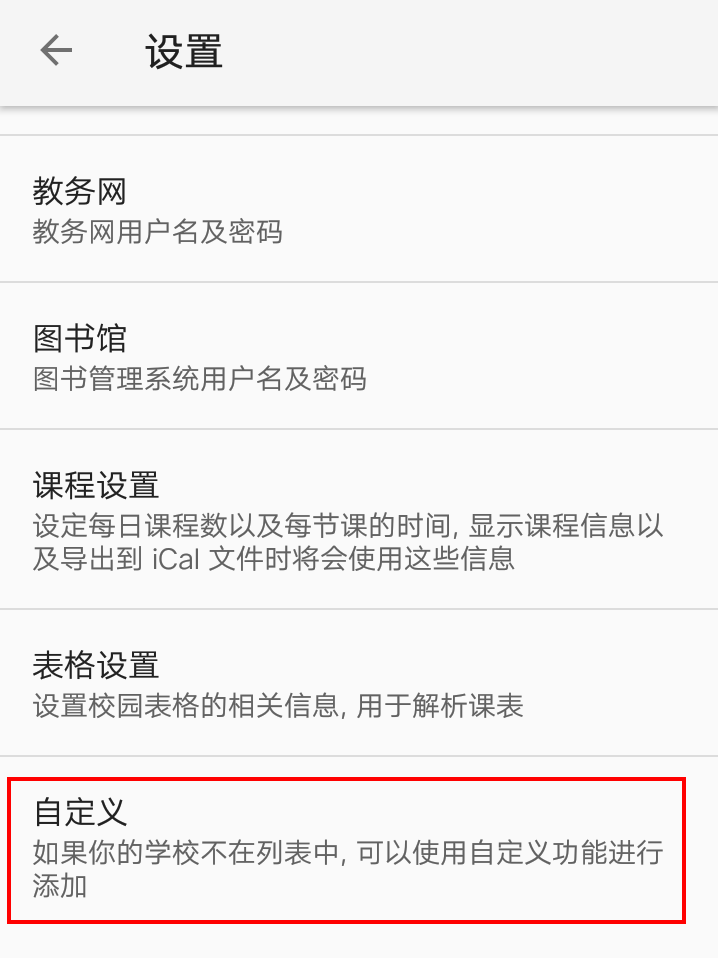 设置
教务网
教务网用户名及密码
图书馆
图书管理系统用户名及密码
课程设置
设定每日课程数以及每节课的时间, 显示课程信息以
及导出到 iCal 文件时将会使用这些信息
表格设置
设置校园表格的相关信息, 用于解析课表
自定义
如果你的学校不在列表中, 可以使用自定义功能进行
添加